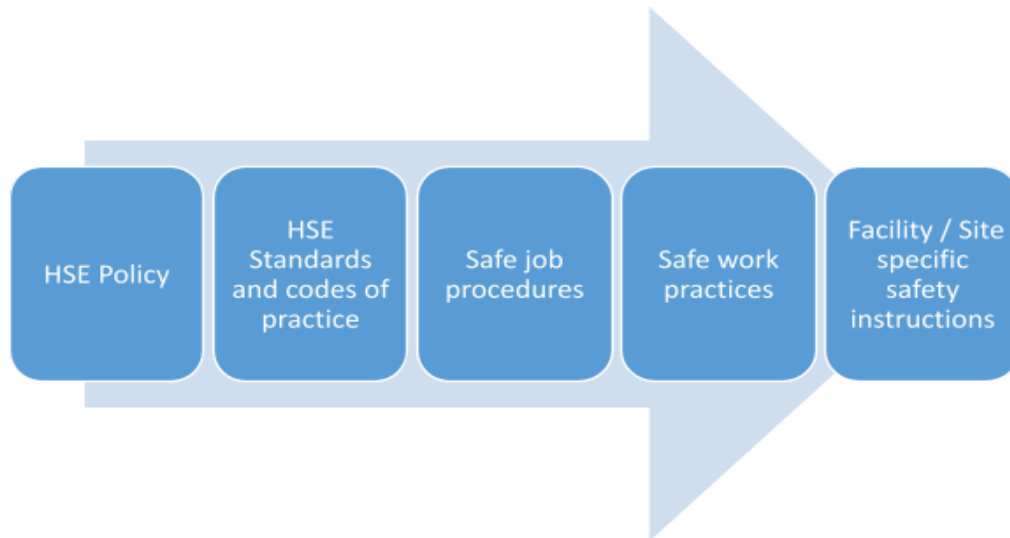 HSE Policy
HSE
Standards
and codes of
practice
Safe job
procedures
Safe work
practices
Facility / Site
specific
safety
instructions